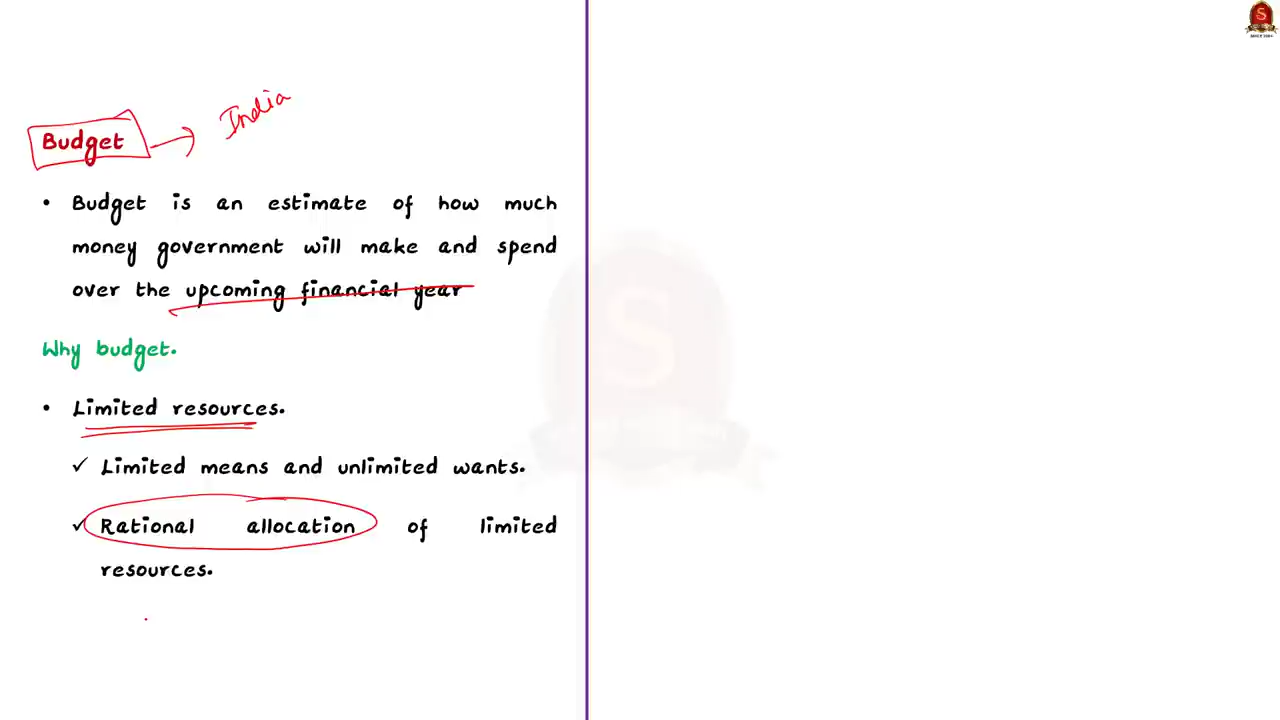 India
Budget
• Budget is an estimate of how much
money government will make and spend
over the upcoming financial year
Why budget.
• Limited resources.
✓ Limited means and unlimited wants.
✓ Rational allocation of limited
resources.
S
S